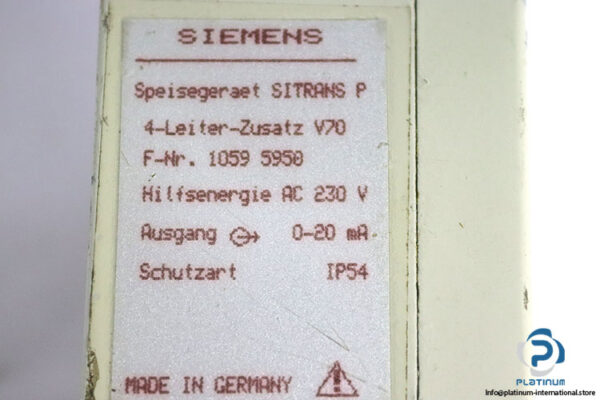 SIEMENS
Speisegeraet SITRANS P
4-Leiter-Zusatz V70
F-Nr. 1059 5950
Hilfsenergie AC 230 V
Ausgang 0-20 mA
Schutzart IP54
MADE IN GERMANY
PLATINUM
info@platinum-international.store